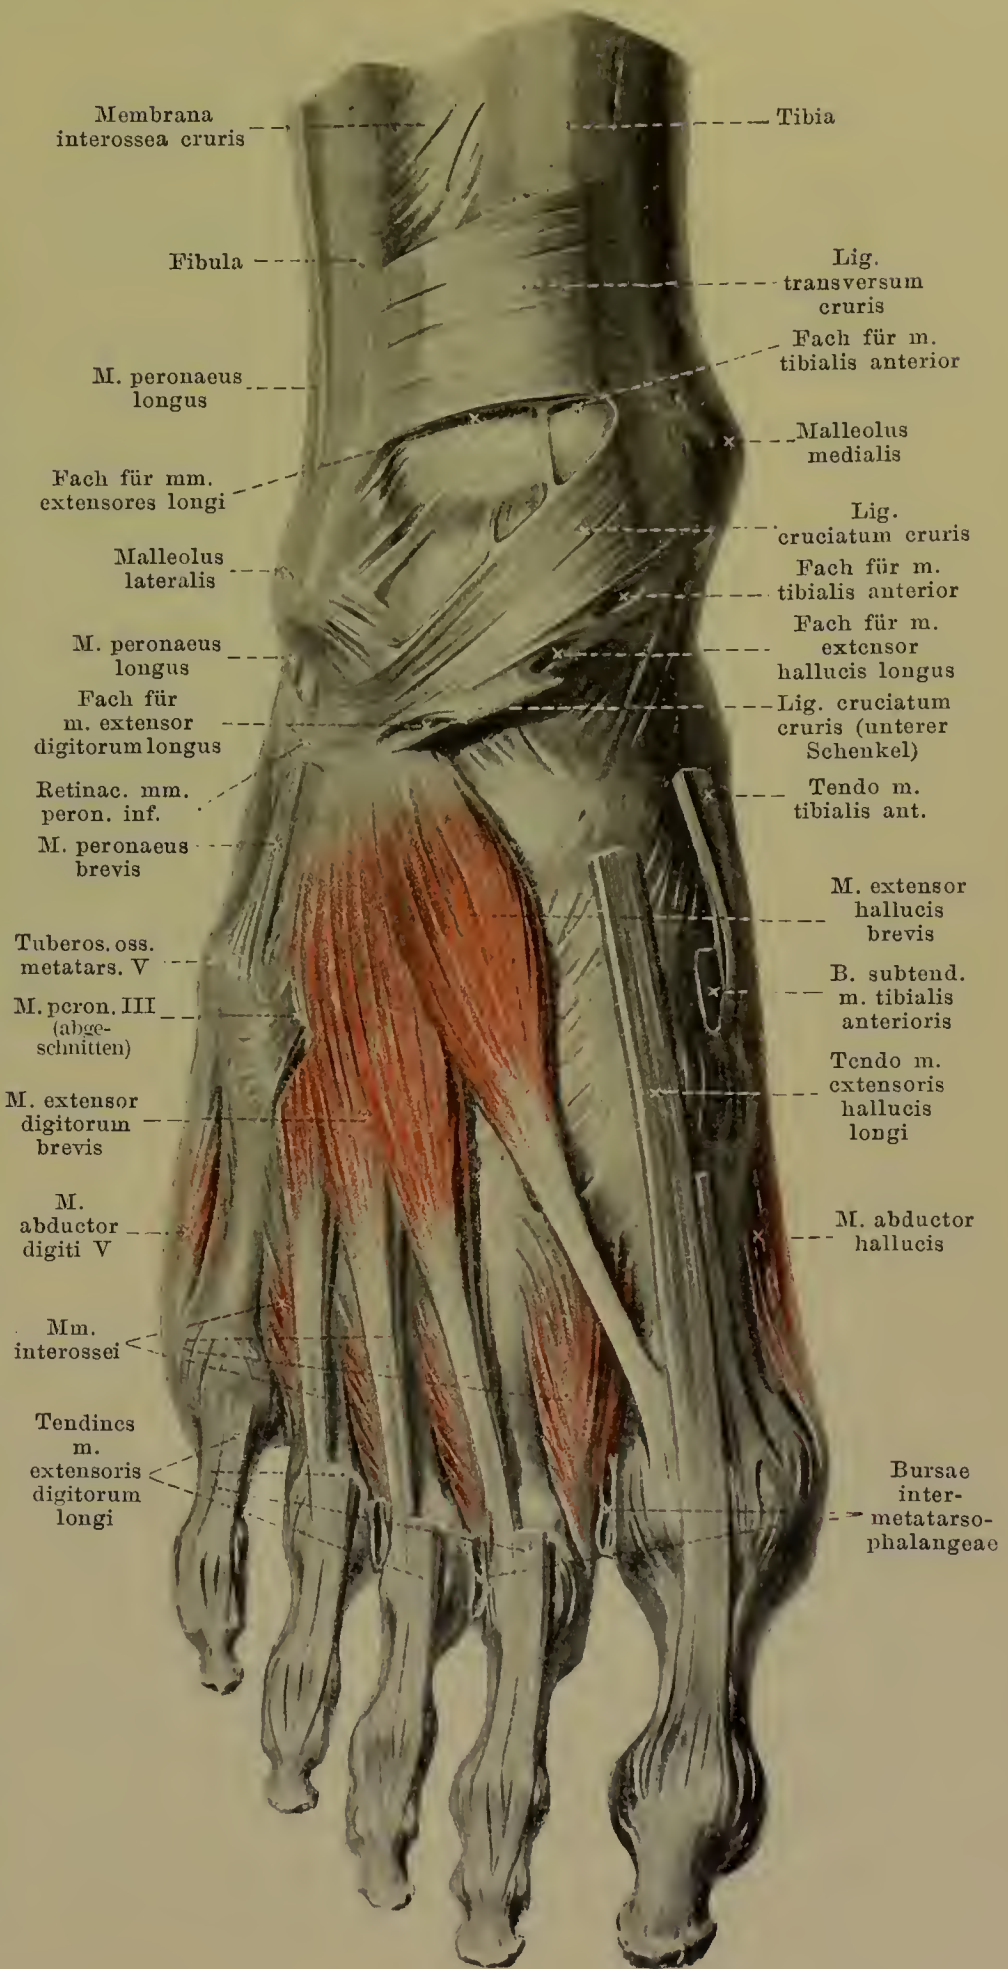 Membrana
interossea cruris
Fibula
M. peronaeus
longus
Fach für mm.
extensores longi
Malleolus
lateralis
M. peronaeus
longus
Fach für
m. extensor
digitorum longus
Retinac. mm.
peron. inf.
M. peronaeus
brevis
Tuberos. oss.
metatars. V
M. peron. III
(abge-
schnitten)
M. extensor
digitorum
brevis
M.
abductor
digiti V
Mm.
interossei
Tendines
m.
extensoris
digitorum
longi
Tibia
Lig.
transversum
cruris
Fach für m.
tibialis anterior
Malleolus
medialis
Lig.
cruciatum cruris
Fach für m.
tibialis anterior
Fach für m.
extensor
hallucis longus
Lig. cruciatum
cruris (unterer
Schenkel)
Tendo m.
tibialis ant.
M. extensor
hallucis
brevis
B. subtend.
m. tibialis
anterioris
Tendo m.
extensoris
hallucis
longi
M. abductor
hallucis
Bursae
inter-
metatarso-
phalangeae